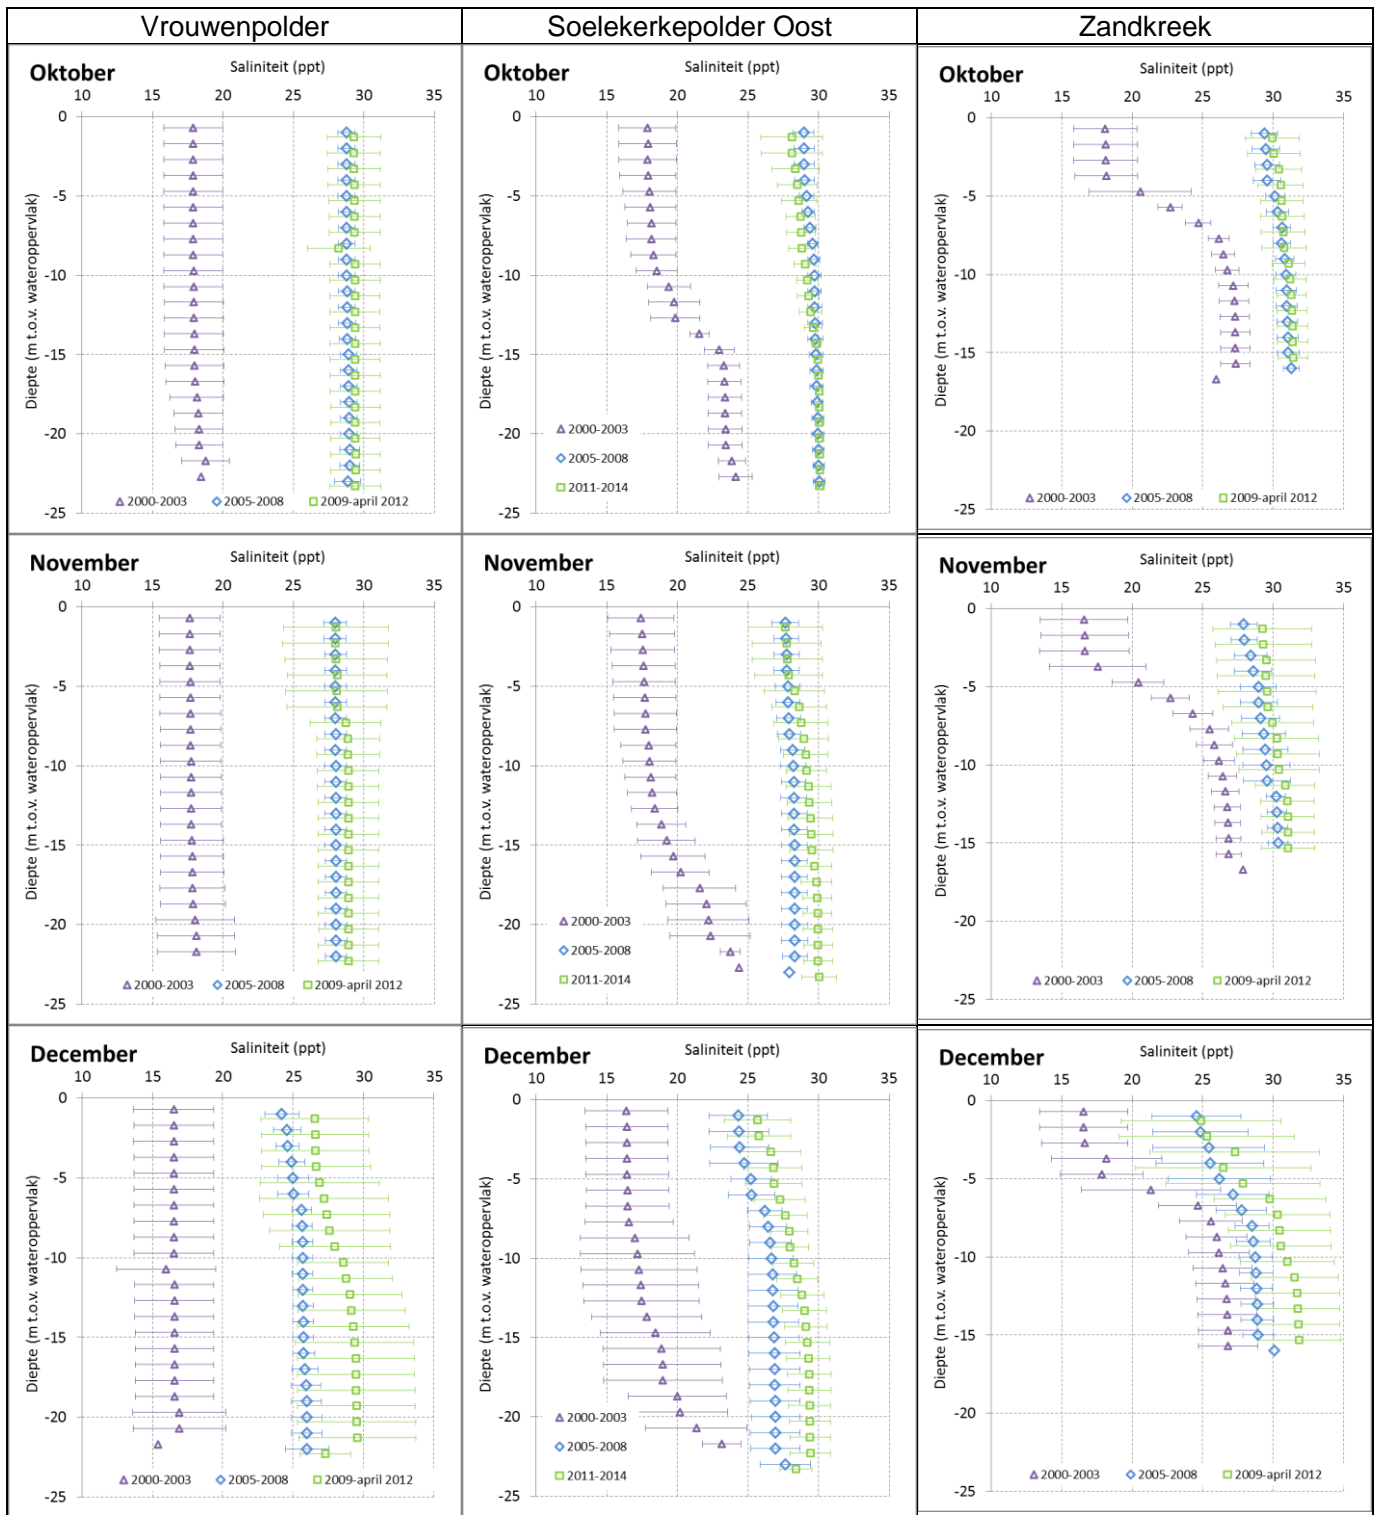 Vrouwenpolder Soelekerkepolder Oost Zandkreek
Oktober
Saliniteit (ppt)
10 15 20 25 30 35
0
-5
-10
-15
-20
-25
Diepte (m t.o.v. wateroppervlak)
2000-2003 2005-2008 2009-april 2012
Oktober
Saliniteit (ppt)
10 15 20 25 30 35
0
-5
-10
-15
-20
-25
Diepte (m t.o.v. wateroppervlak)
2000-2003
2005-2008
2011-2014
Oktober
Saliniteit (ppt)
10 15 20 25 30 35
0
-5
-10
-15
-20
-25
Diepte (m t.o.v. wateroppervlak)
2000-2003 2005-2008 2009-april 2012
November
Saliniteit (ppt)
10 15 20 25 30 35
0
-5
-10
-15
-20
-25
Diepte (m t.o.v. wateroppervlak)
2000-2003 2005-2008 2009-april 2012
November
Saliniteit (ppt)
10 15 20 25 30 35
0
-5
-10
-15
-20
-25
Diepte (m t.o.v. wateroppervlak)
2000-2003
2005-2008
2011-2014
November
Saliniteit (ppt)
10 15 20 25 30 35
0
-5
-10
-15
-20
-25
Diepte (m t.o.v. wateroppervlak)
2000-2003 2005-2008 2009-april 2012
December
Saliniteit (ppt)
10 15 20 25 30 35
0
-5
-10
-15
-20
-25
Diepte (m t.o.v. wateroppervlak)
2000-2003 2005-2008 2009-april 2012
December
Saliniteit (ppt)
10 15 20 25 30 35
0
-5
-10
-15
-20
-25
Diepte (m t.o.v. wateroppervlak)
2000-2003
2005-2008
2011-2014
December
Saliniteit (ppt)
10 15 20 25 30 35
0
-5
-10
-15
-20
-25
Diepte (m t.o.v. wateroppervlak)
2000-2003 2005-2008 2009-april 2012